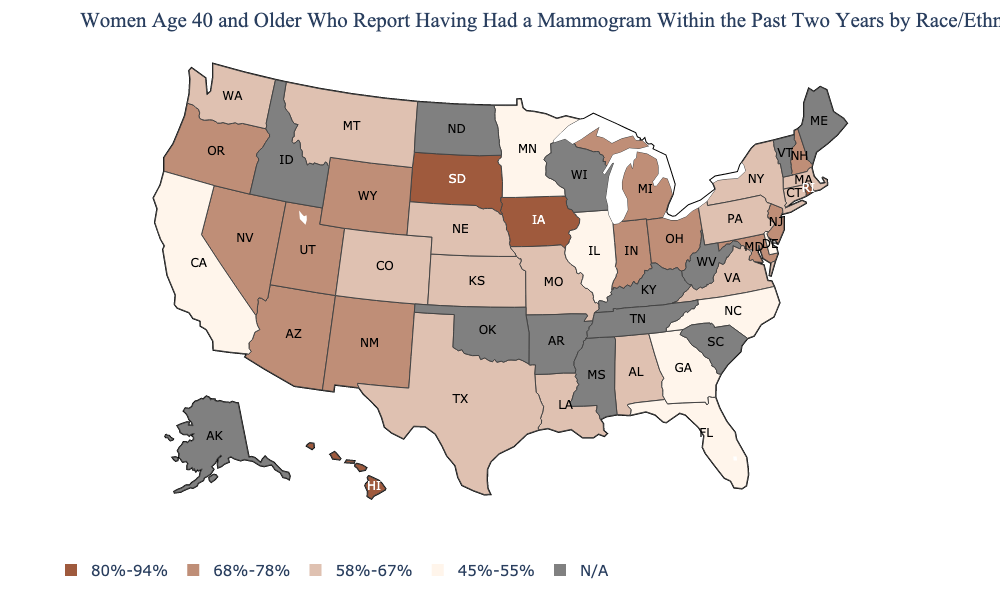 Women Age 40 and Older Who Report Having Had a Mammogram Within the Past Two Years by Race/Ethn
WA
MT
ND
MN
ME
OR
ID
SD
WI
VT
NH
WY
MI
NY
MA
RI
CT
NV
UT
NE
IA
PA
NJ
CA
CO
KS
MO
IL
IN
OH
MD
DE
WV
VA
KY
AZ
NM
OK
AR
TN
NC
SC
TX
LA
MS
AL
GA
FL
AK
HI
80%-94%
68%-78%
58%-67%
45%-55%
N/A